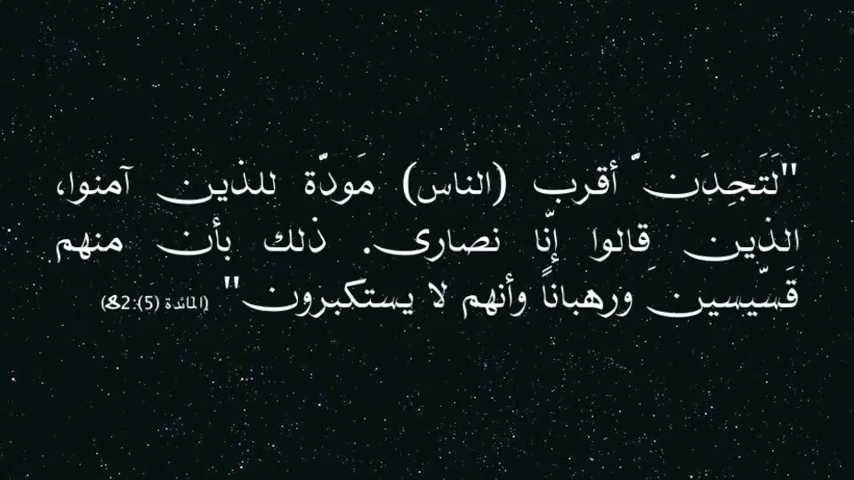 "لَتَجِدَنّ أقرب (الناس) مَودّة للذين آمنوا،
الذين قالوا إنّا نصارى. ذلك بأن منهم
قَسّيسينَ ورهباناً وأنهم لا يستكبرون" (المائدة (5):82)